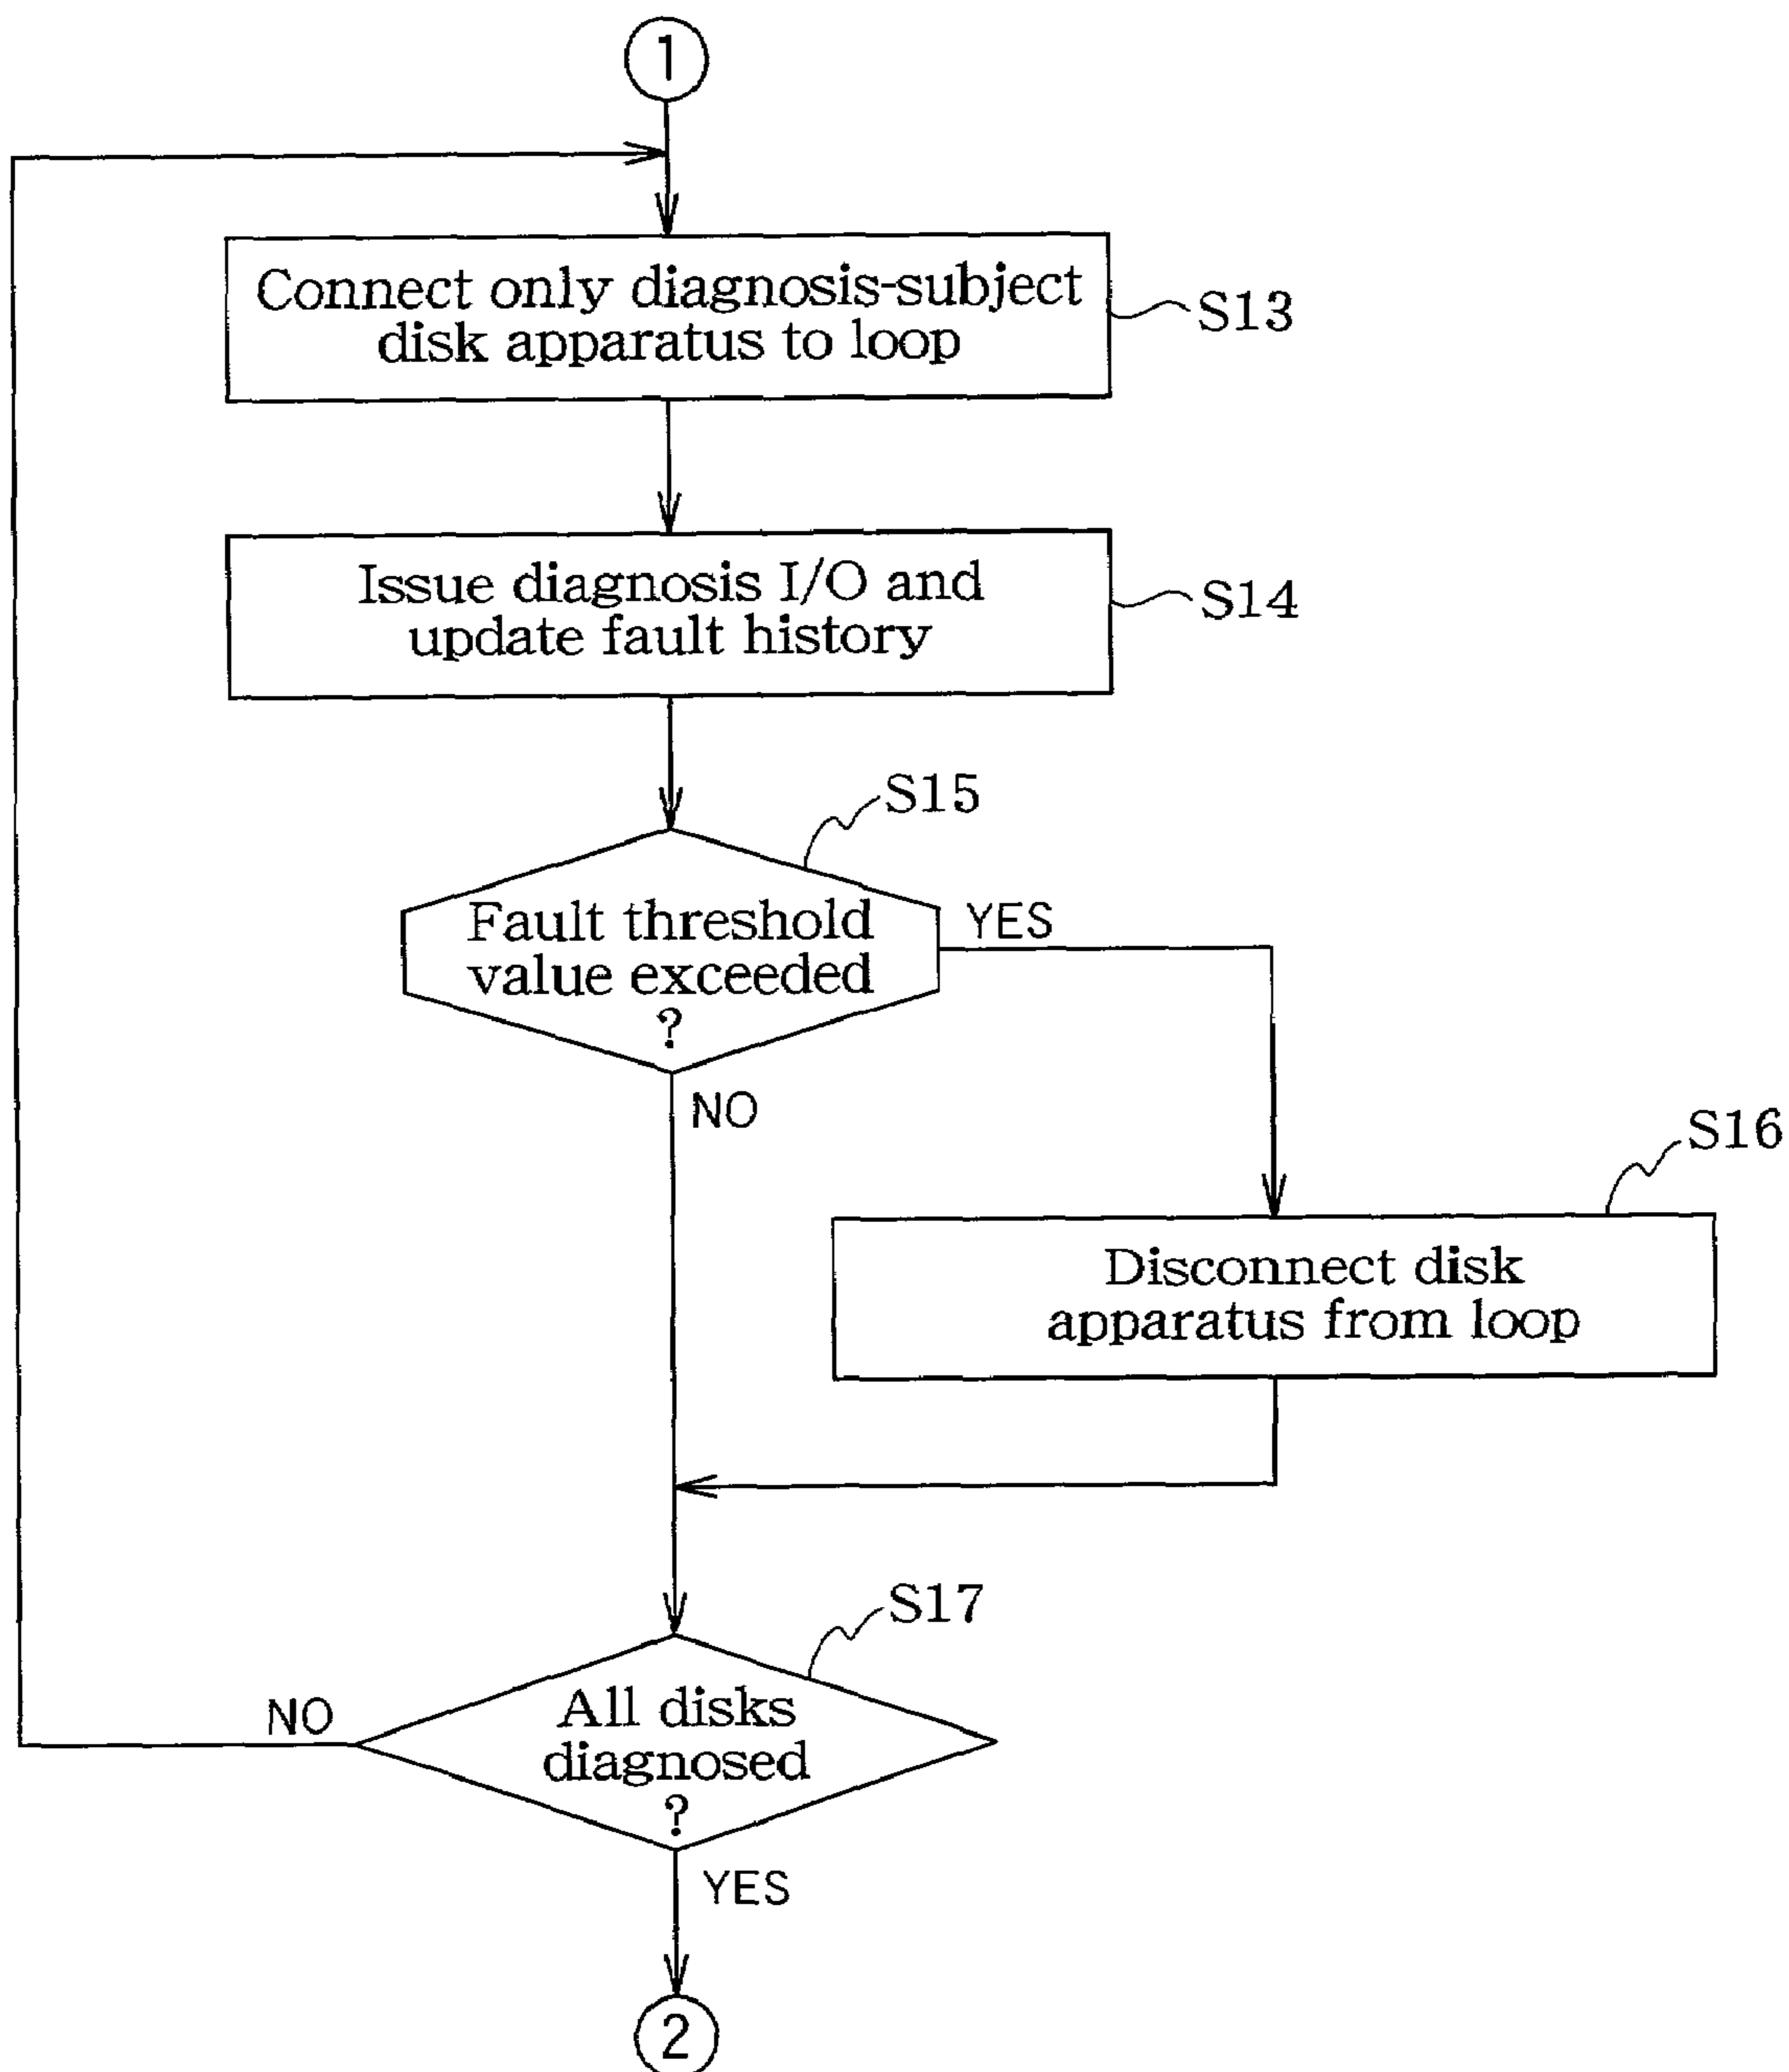 1
Connect only diagnosis-subject
disk apparatus to loop
S13
Issue diagnosis I/O and
update fault history
S14
S15
Fault threshold
value exceeded
?
YES
NO
S16
Disconnect disk
apparatus from loop
S17
All disks
diagnosed
?
NO
YES
2